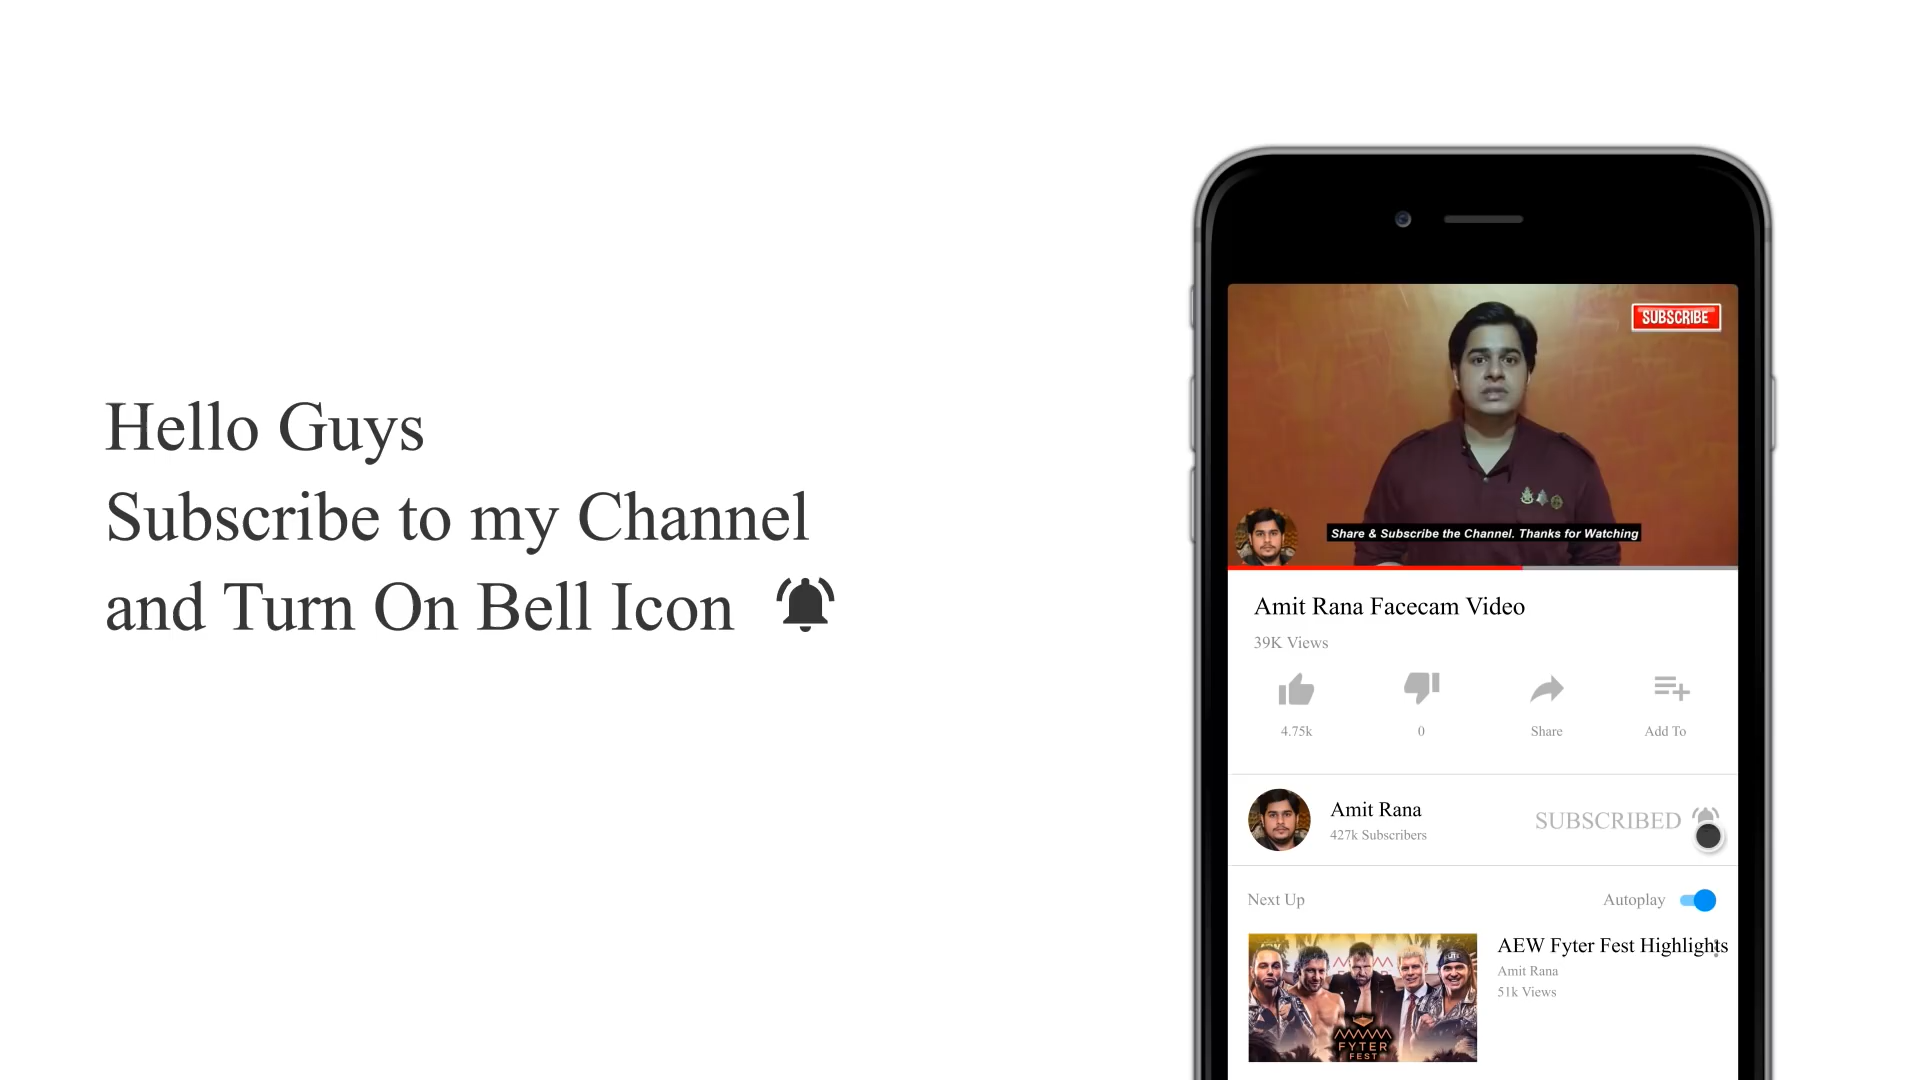 Hello Guys
Subscribe to my Channel
and Turn On Bell Icon
SUBSCRIBE
Share & Subscribe the Channel. Thanks for Watching
Amit Rana Facecam Video
39K Views
4.75k
0
Share
Add To
Amit Rana
427k Subscribers
SUBSCRIBED
Next Up
Autoplay
AEW Fyter Fest Highlights
Amit Rana
51k Views
FYTER
FEST